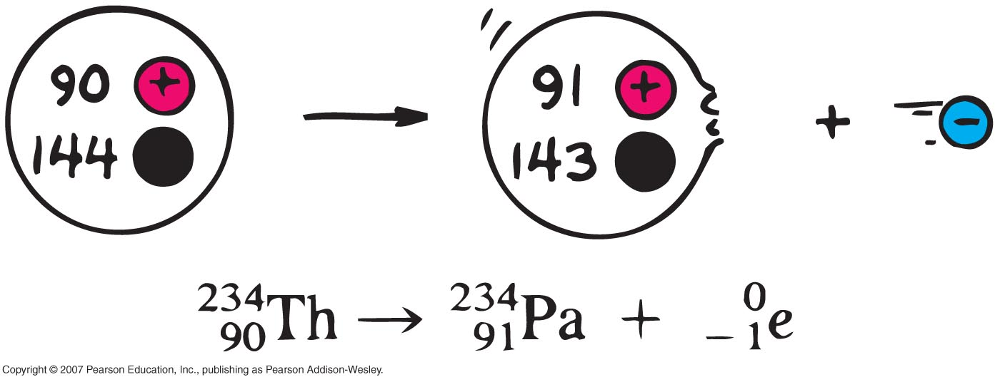 90 + 91 + + -
144 143
²³⁴₉₀Th → ²³⁴₉₁Pa + ⁰₋₁e
Copyright © 2007 Pearson Education, Inc., publishing as Pearson Addison-Wesley.